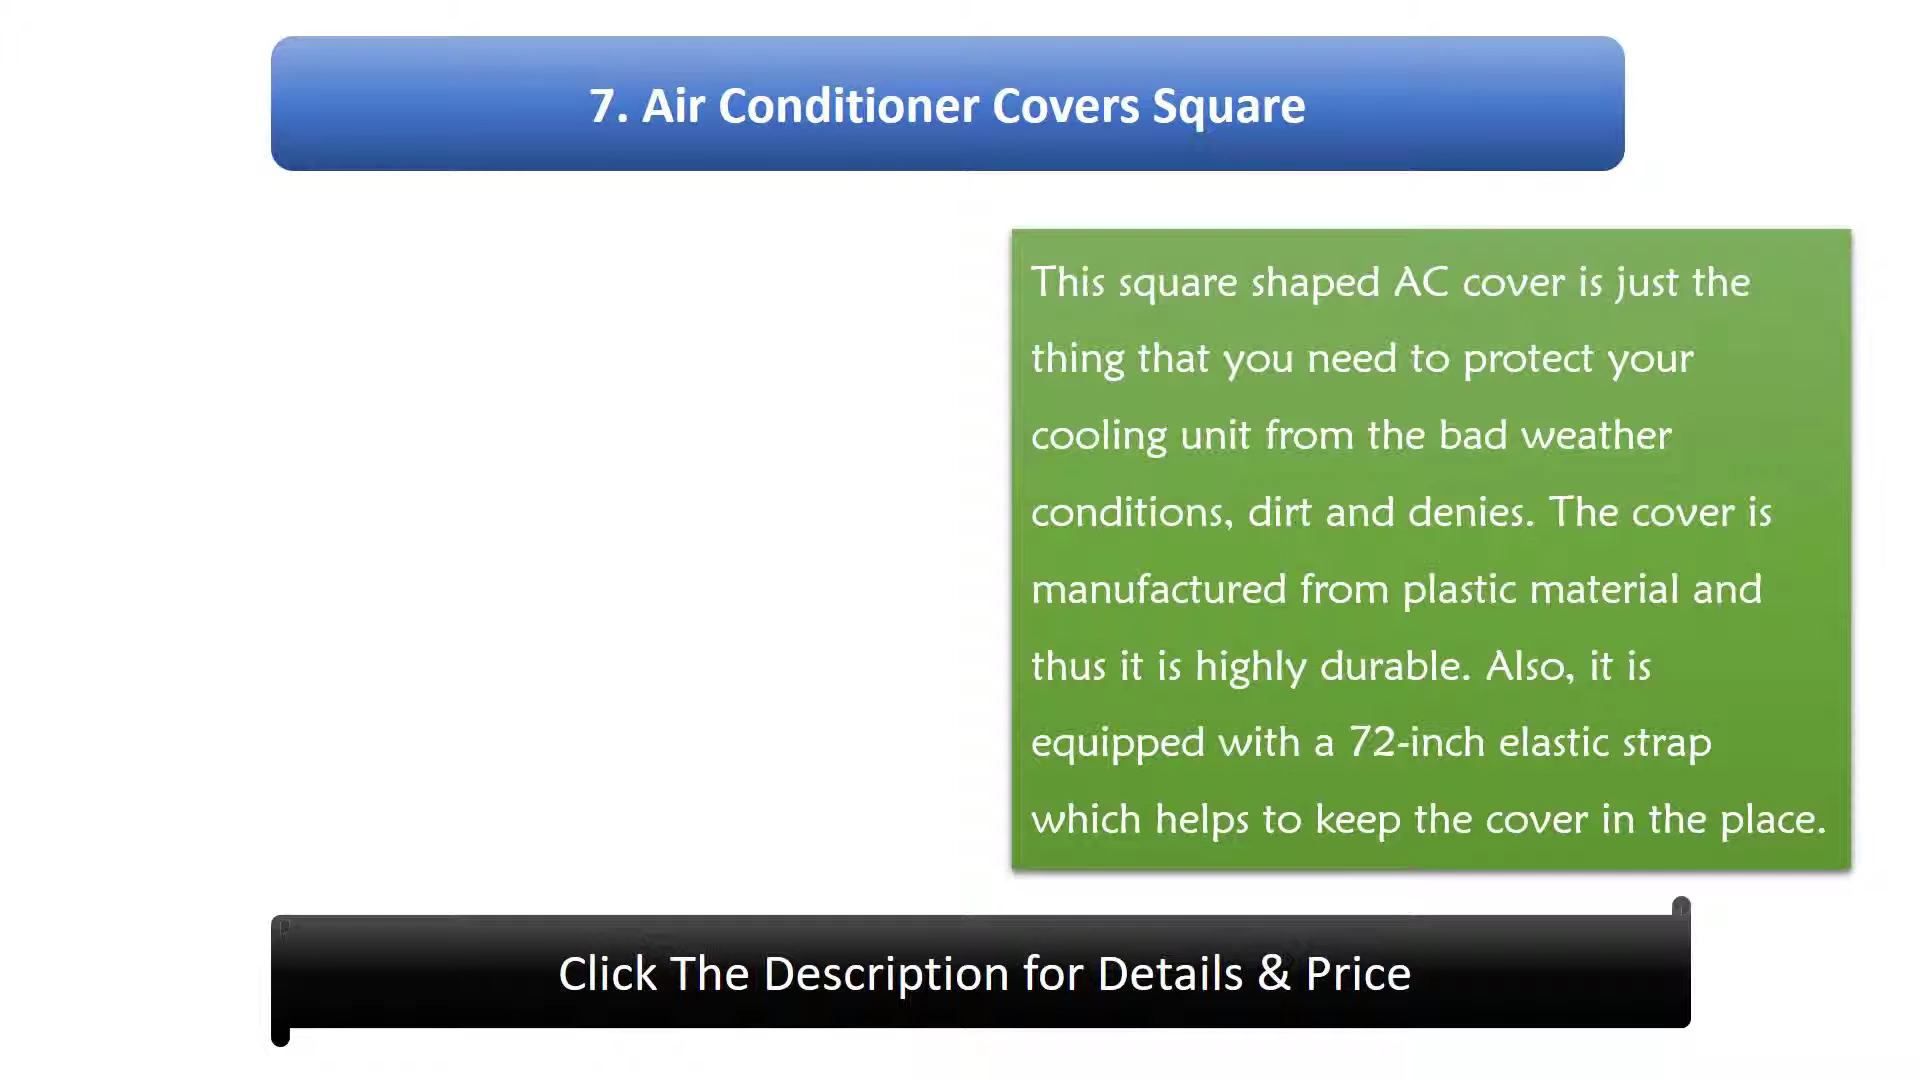 7. Air Conditioner Covers Square
This square shaped AC cover is just the
thing that you need to protect your
cooling unit from the bad weather
conditions, dirt and denies. The cover is
manufactured from plastic material and
thus it is highly durable. Also, it is
equipped with a 72-inch elastic strap
which helps to keep the cover in the place.
Click The Description for Details & Price